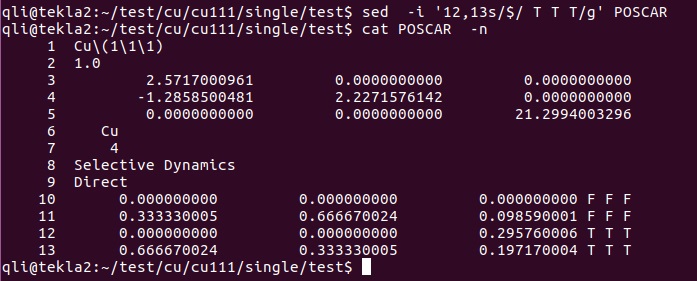 qli@tekla2:~/test/cu/cu111/single/test$ sed  -i '12,13s/$/ T T T/g' POSCAR
qli@tekla2:~/test/cu/cu111/single/test$ cat POSCAR  -n
     1  Cu\(1\1\1)
     2  1.0
     3          2.5717000961         0.0000000000         0.0000000000
     4         -1.2858500481         2.2271576142         0.0000000000
     5          0.0000000000         0.0000000000        21.2994003296
     6     Cu
     7      4
     8  Selective Dynamics
     9  Direct
    10       0.000000000         0.000000000         0.000000000 F F F
    11       0.333330005         0.666670024         0.098590001 F F F
    12       0.000000000         0.000000000         0.295760006 T T T
    13       0.666670024         0.333330005         0.197170004 T T T
qli@tekla2:~/test/cu/cu111/single/test$